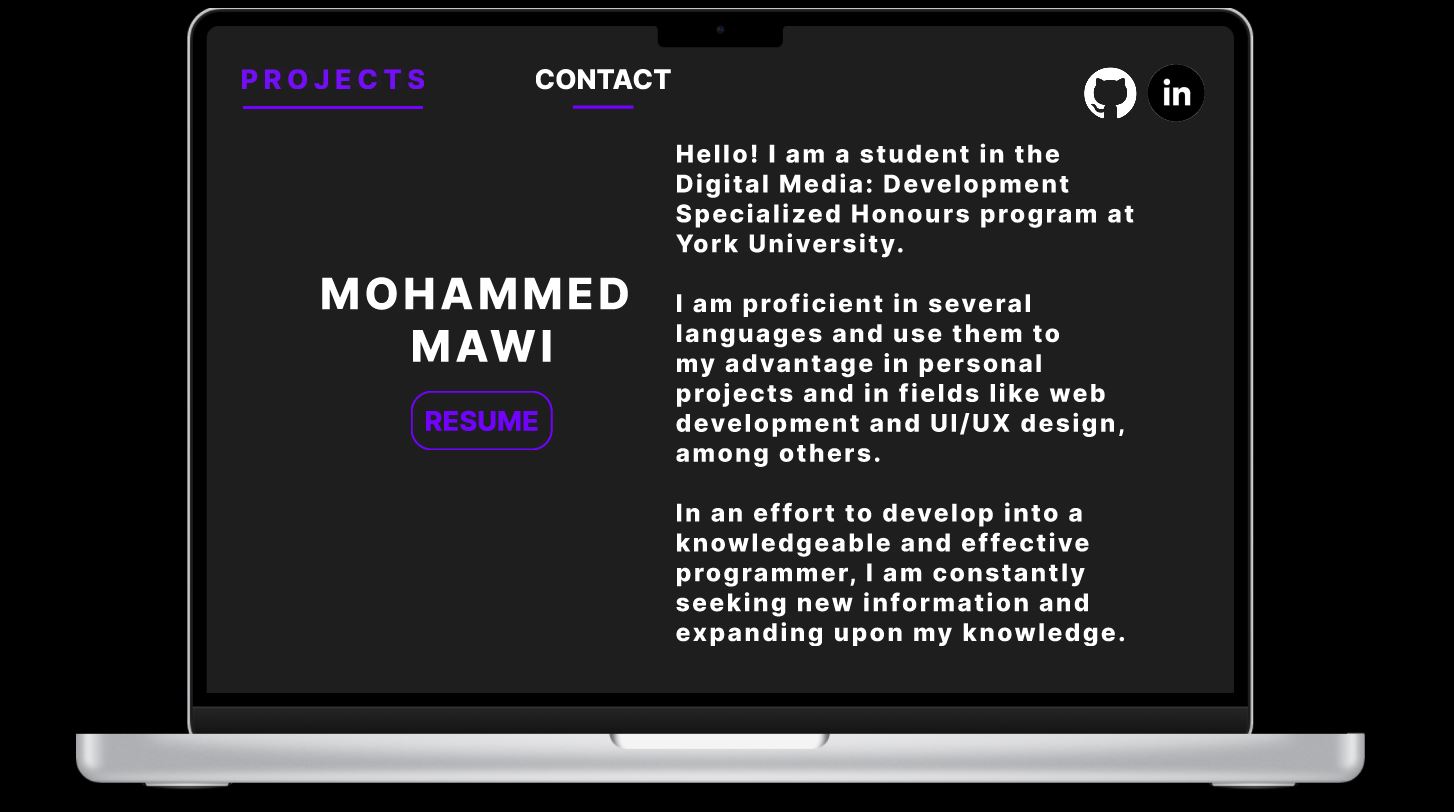 PROJECTS
CONTACT
in
Hello! I am a student in the
Digital Media: Development
Specialized Honours program at
York University.
MOHAMMED
MAWI
RESUME
I am proficient in several
languages and use them to
my advantage in personal
projects and in fields like web
development and UI/UX design,
among others.
In an effort to develop into a
knowledgeable and effective
programmer, I am constantly
seeking new information and
expanding upon my knowledge.